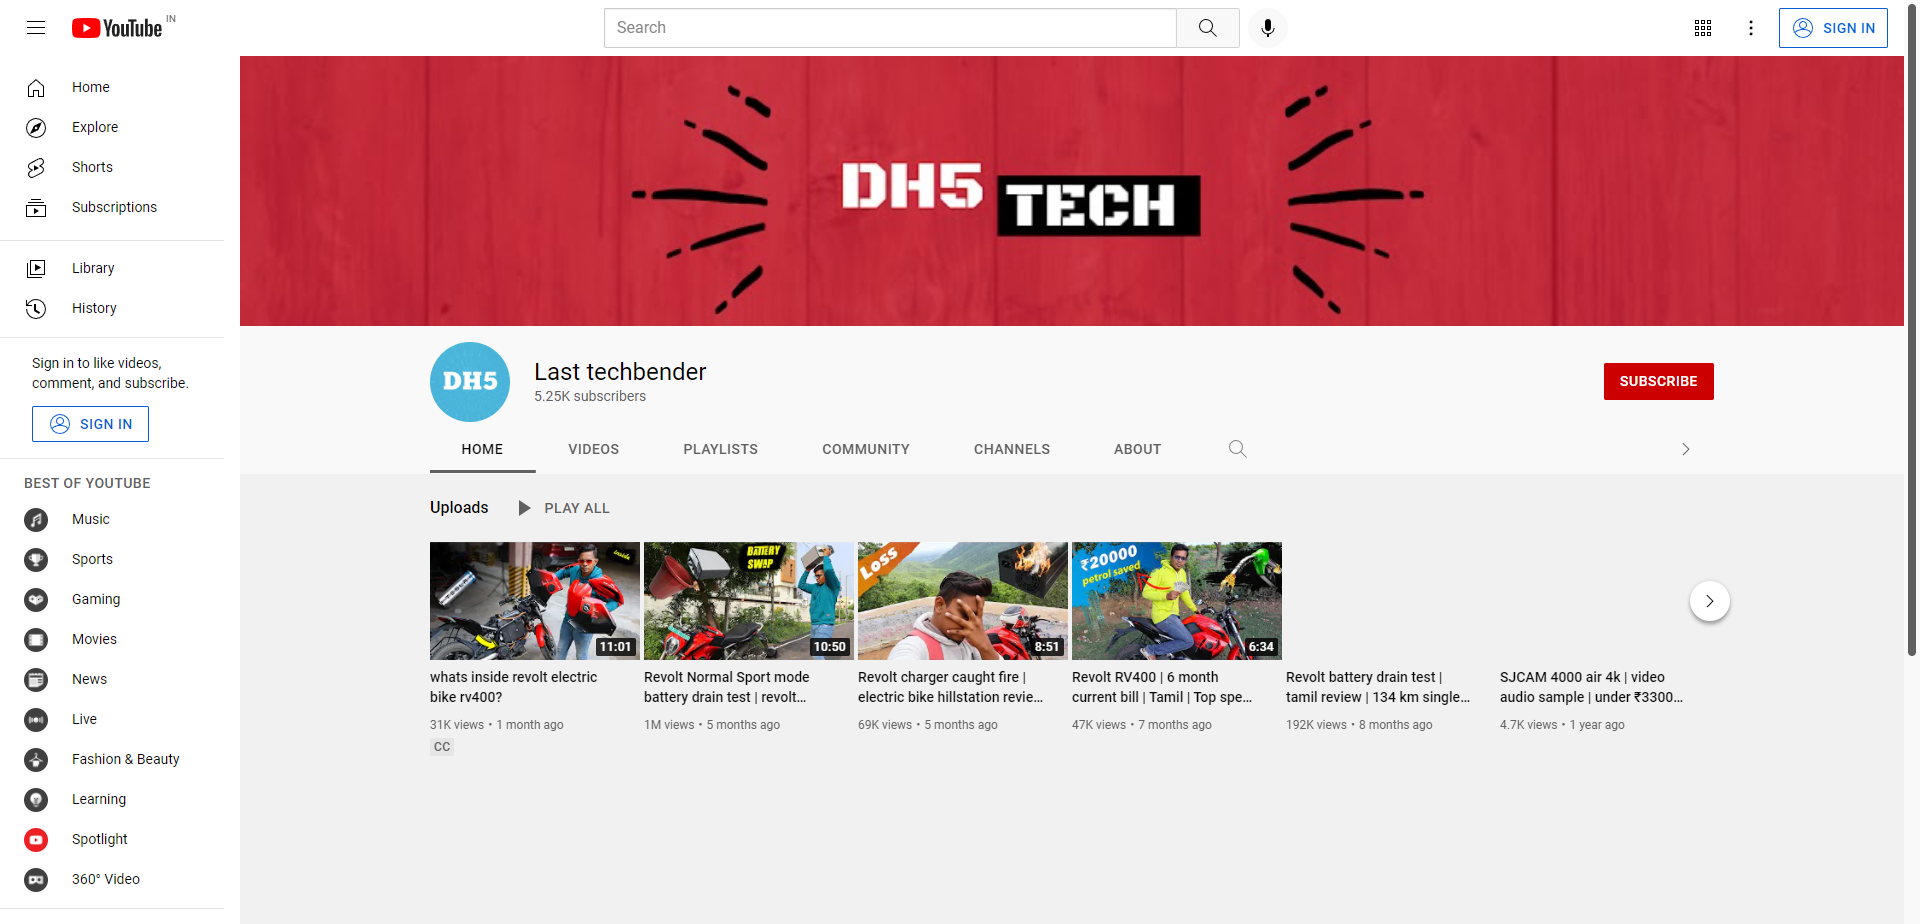 YouTube IN
Search
SIGN IN
Home
Explore
Shorts
Subscriptions
Library
History
Sign in to like videos,
comment, and subscribe.
SIGN IN
BEST OF YOUTUBE
Music
Sports
Gaming
Movies
News
Live
Fashion & Beauty
Learning
Spotlight
360° Video
DH5 TECH
DH5
Last techbender
5.25K subscribers
SUBSCRIBE
HOME VIDEOS PLAYLISTS COMMUNITY CHANNELS ABOUT
Uploads PLAY ALL
inside
11:01
whats inside revolt electric
bike rv400?
31K views • 1 month ago
CC
BATTERY
SWAP
10:50
Revolt Normal Sport mode
battery drain test | revolt...
1M views • 5 months ago
Loss
8:51
Revolt charger caught fire |
electric bike hillstation revie...
69K views • 5 months ago
₹20000
petrol saved
6:34
Revolt RV400 | 6 month
current bill | Tamil | Top spe...
47K views • 7 months ago
Revolt battery drain test |
tamil review | 134 km single...
192K views • 8 months ago
SJCAM 4000 air 4k | video
audio sample | under ₹3300...
4.7K views • 1 year ago